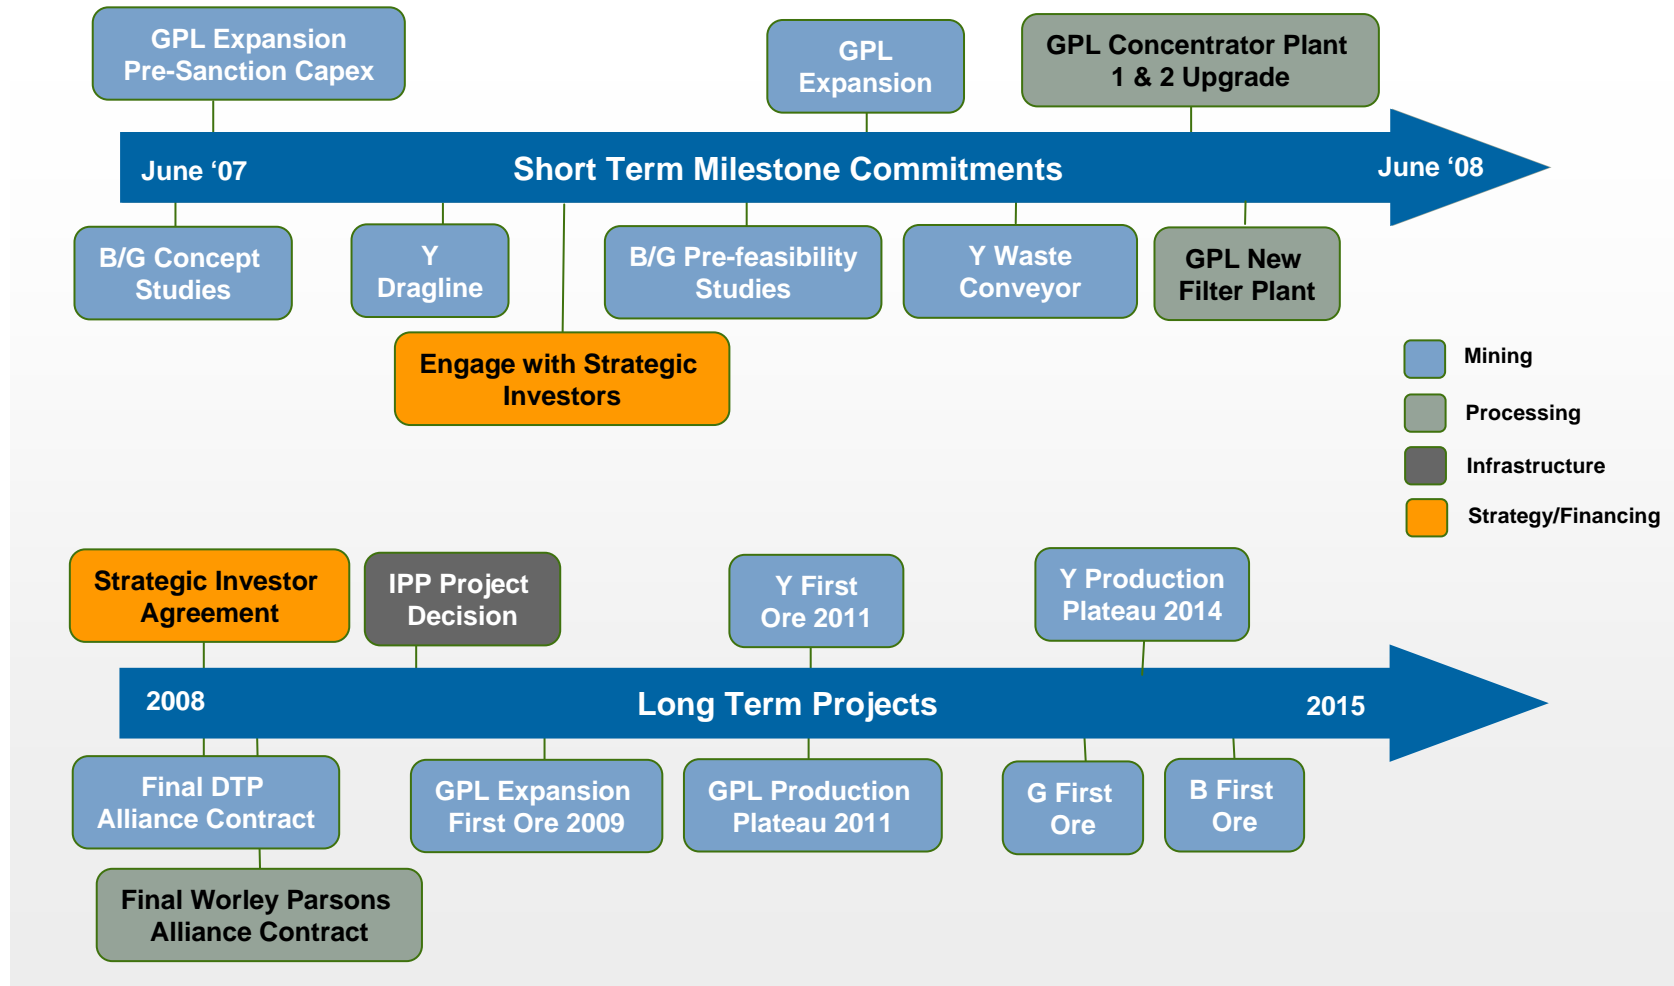 GPL Expansion
Pre-Sanction Capex
GPL
Expansion
GPL Concentrator Plant
1 & 2 Upgrade
June ‘07
Short Term Milestone Commitments
June ‘08
B/G Concept
Studies
Y
Dragline
B/G Pre-feasibility
Studies
Y Waste
Conveyor
GPL New
Filter Plant
Engage with Strategic
Investors
Mining
Processing
Infrastructure
Strategy/Financing
Strategic Investor
Agreement
IPP Project
Decision
Y First
Ore 2011
Y Production
Plateau 2014
2008
Long Term Projects
2015
Final DTP
Alliance Contract
GPL Expansion
First Ore 2009
GPL Production
Plateau 2011
G First
Ore
B First
Ore
Final Worley Parsons
Alliance Contract